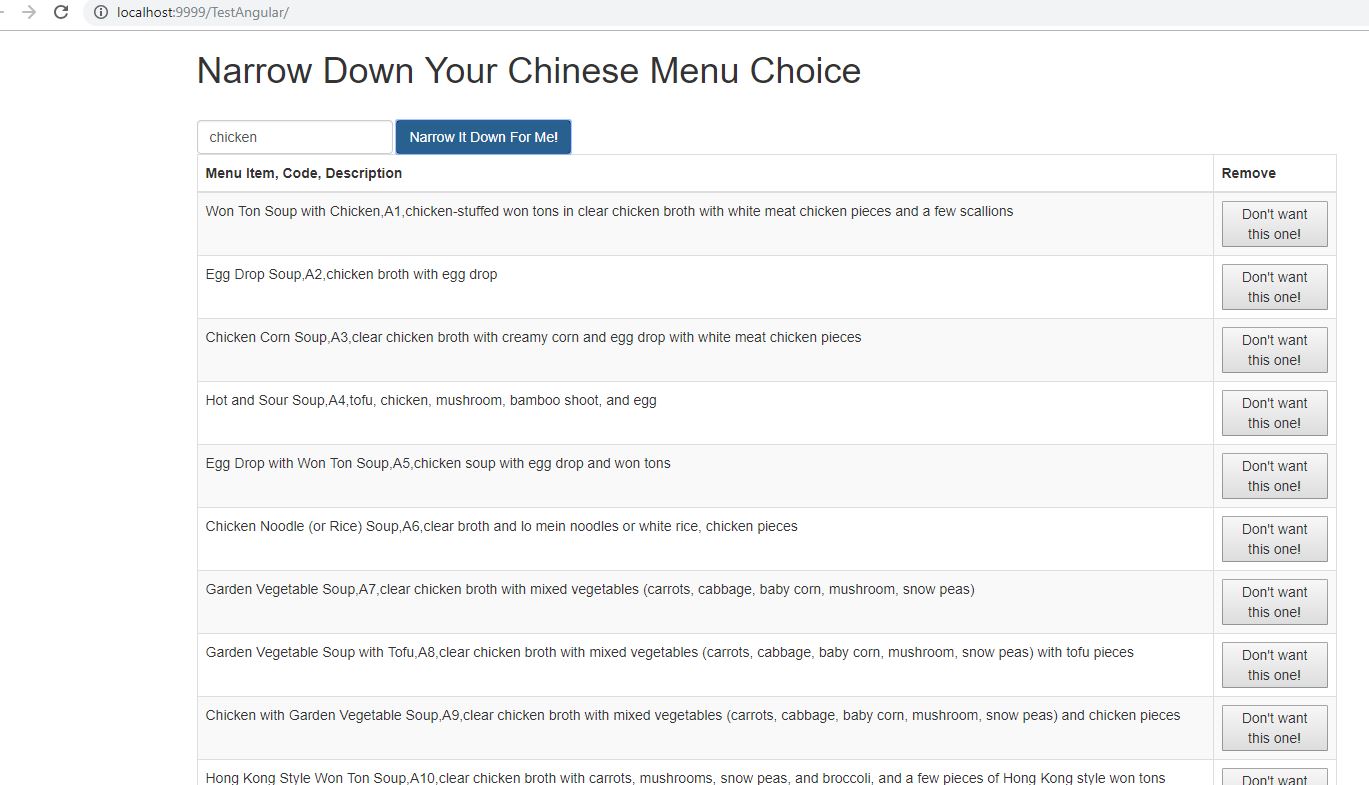 localhost:9999/TestAngular/
Narrow Down Your Chinese Menu Choice
chicken Narrow It Down For Me!
Menu Item, Code, Description Remove
Won Ton Soup with Chicken,A1,chicken-stuffed won tons in clear chicken broth with white meat chicken pieces and a few scallions
Don't want
this one!
Egg Drop Soup,A2,chicken broth with egg drop
Don't want
this one!
Chicken Corn Soup,A3,clear chicken broth with creamy corn and egg drop with white meat chicken pieces
Don't want
this one!
Hot and Sour Soup,A4,tofu, chicken, mushroom, bamboo shoot, and egg
Don't want
this one!
Egg Drop with Won Ton Soup,A5,chicken soup with egg drop and won tons
Don't want
this one!
Chicken Noodle (or Rice) Soup,A6,clear broth and lo mein noodles or white rice, chicken pieces
Don't want
this one!
Garden Vegetable Soup,A7,clear chicken broth with mixed vegetables (carrots, cabbage, baby corn, mushroom, snow peas)
Don't want
this one!
Garden Vegetable Soup with Tofu,A8,clear chicken broth with mixed vegetables (carrots, cabbage, baby corn, mushroom, snow peas) with tofu pieces
Don't want
this one!
Chicken with Garden Vegetable Soup,A9,clear chicken broth with mixed vegetables (carrots, cabbage, baby corn, mushroom, snow peas) and chicken pieces
Don't want
this one!
Hong Kong Style Won Ton Soup,A10,clear chicken broth with carrots, mushrooms, snow peas, and broccoli, and a few pieces of Hong Kong style won tons
Don't want